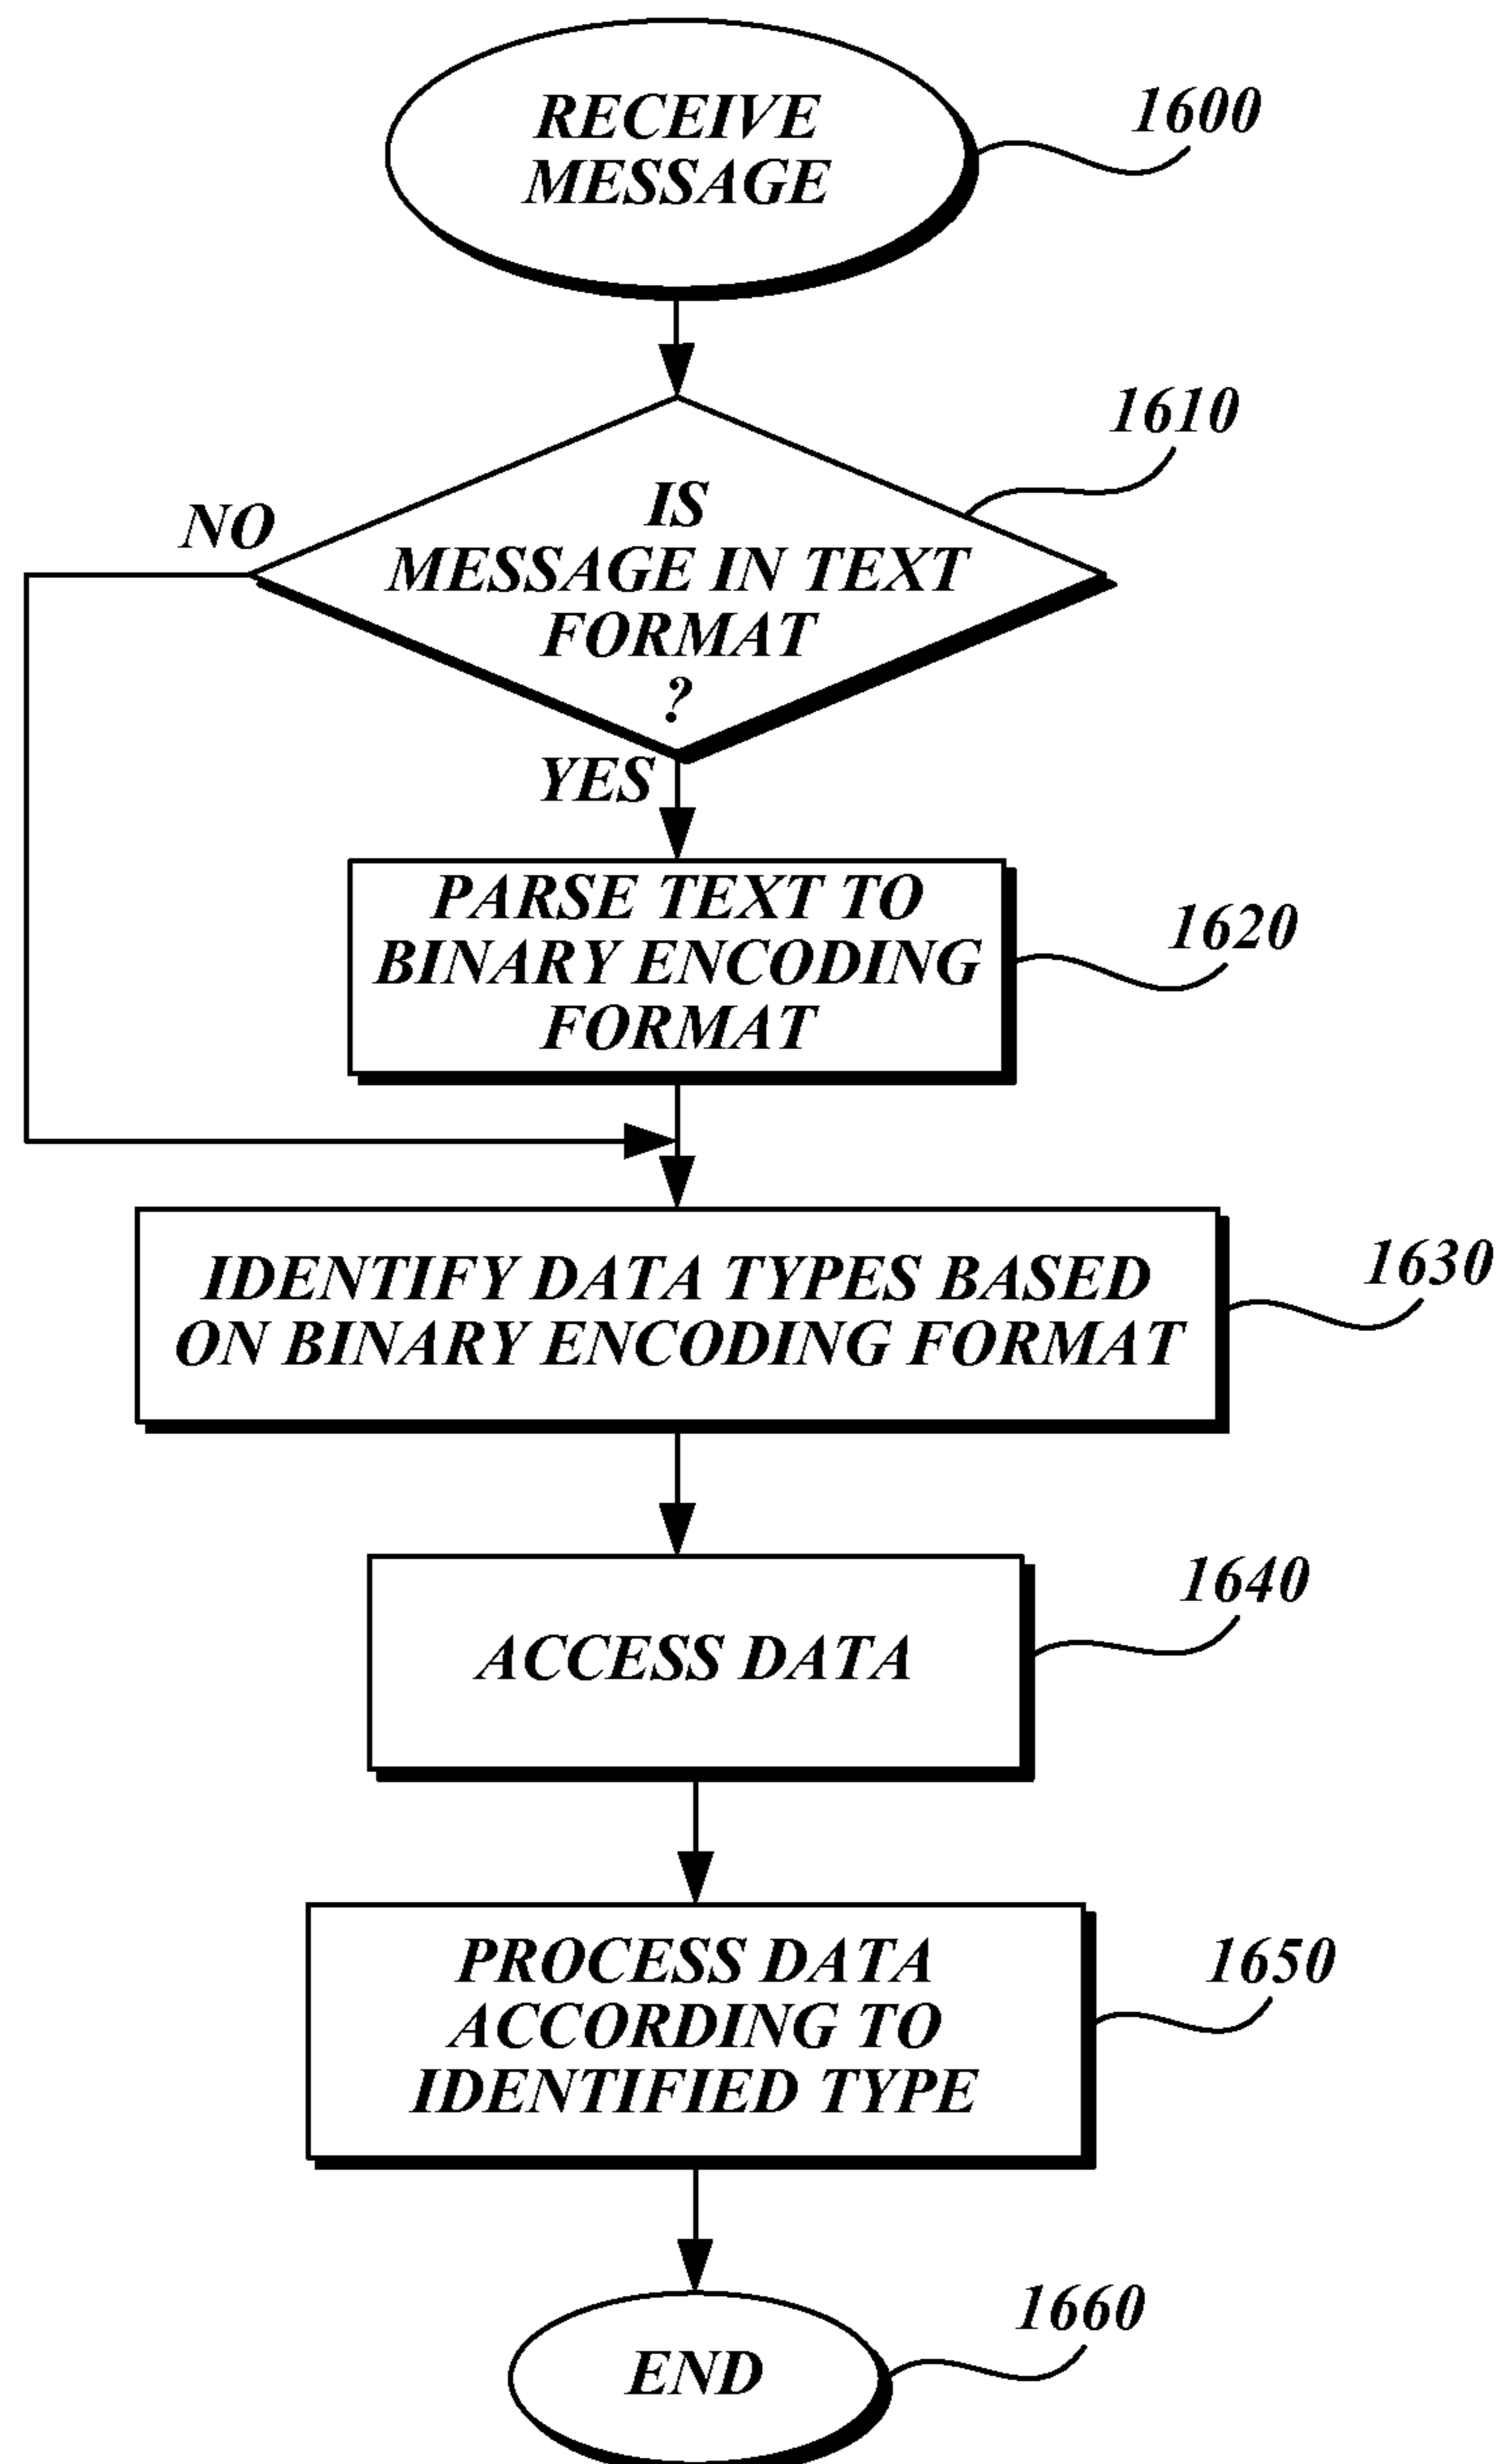 RECEIVE
MESSAGE
1600
1610
IS
MESSAGE IN TEXT
FORMAT
?
NO
YES
PARSE TEXT TO
BINARY ENCODING
FORMAT
1620
IDENTIFY DATA TYPES BASED
ON BINARY ENCODING FORMAT
1630
ACCESS DATA
1640
PROCESS DATA
ACCORDING TO
IDENTIFIED TYPE
1650
END
1660